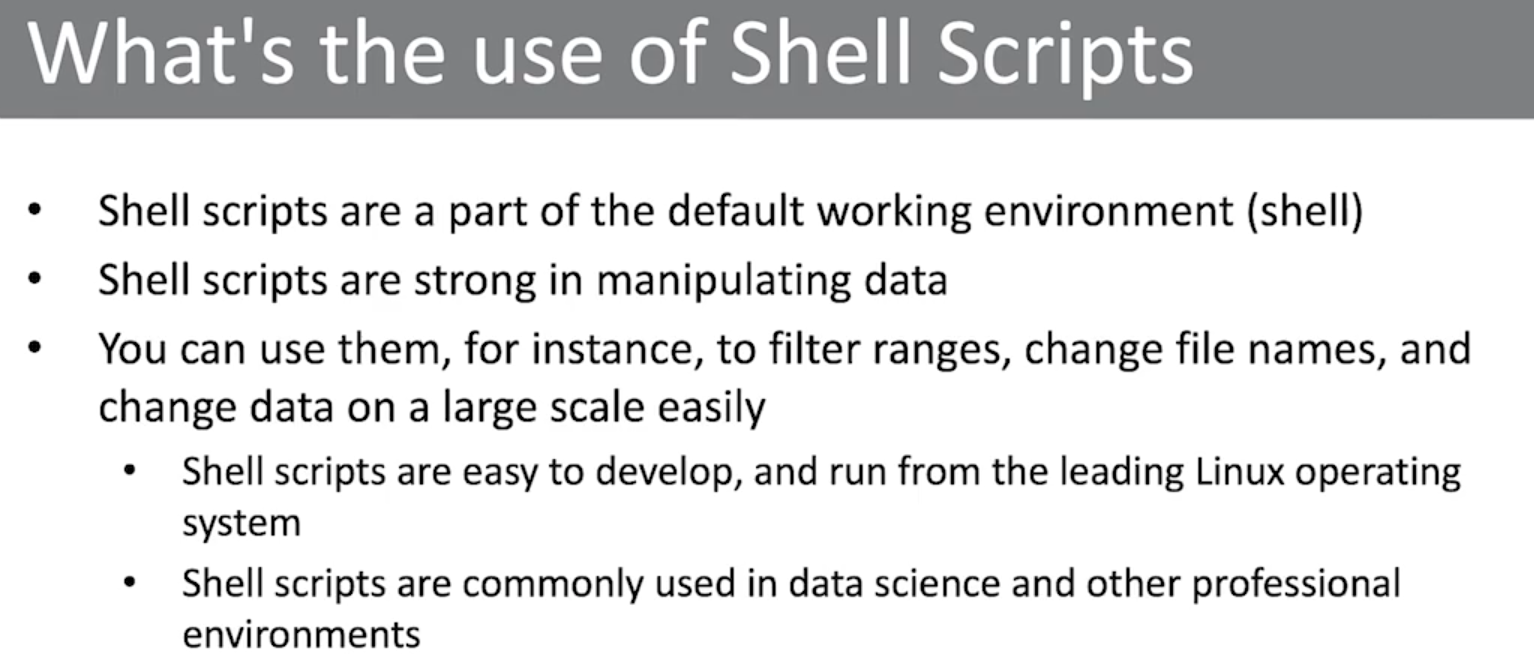 What's the use of Shell Scripts
• Shell scripts are a part of the default working environment (shell)
• Shell scripts are strong in manipulating data
• You can use them, for instance, to filter ranges, change file names, and
change data on a large scale easily
• Shell scripts are easy to develop, and run from the leading Linux operating
system
• Shell scripts are commonly used in data science and other professional
environments